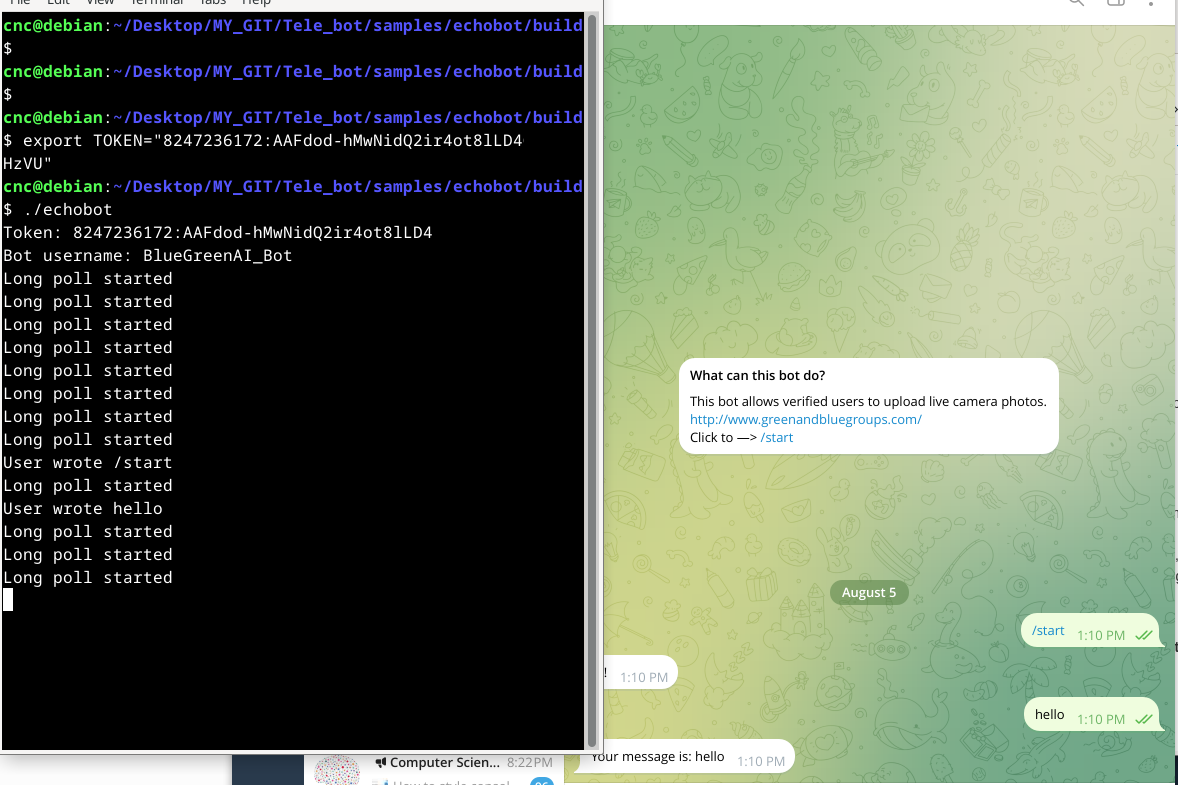 File Edit View Terminal Tabs Help
cnc@debian:~/Desktop/MY_GIT/Tele_bot/samples/echobot/build
$
cnc@debian:~/Desktop/MY_GIT/Tele_bot/samples/echobot/build
$
cnc@debian:~/Desktop/MY_GIT/Tele_bot/samples/echobot/build
$ export TOKEN="8247236172:AAFdod-hMwNidQ2ir4ot8lLD4
HzVU"
cnc@debian:~/Desktop/MY_GIT/Tele_bot/samples/echobot/build
$ ./echobot
Token: 8247236172:AAFdod-hMwNidQ2ir4ot8lLD4
Bot username: BlueGreenAI_Bot
Long poll started
Long poll started
Long poll started
Long poll started
Long poll started
Long poll started
Long poll started
Long poll started
User wrote /start
Long poll started
User wrote hello
Long poll started
Long poll started
Long poll started
What can this bot do?
This bot allows verified users to upload live camera photos.
http://www.greenandbluegroups.com/
Click to —> /start
August 5
/start 1:10 PM
! 1:10 PM
hello 1:10 PM
Your message is: hello 1:10 PM
Computer Scien... 8:22 PM